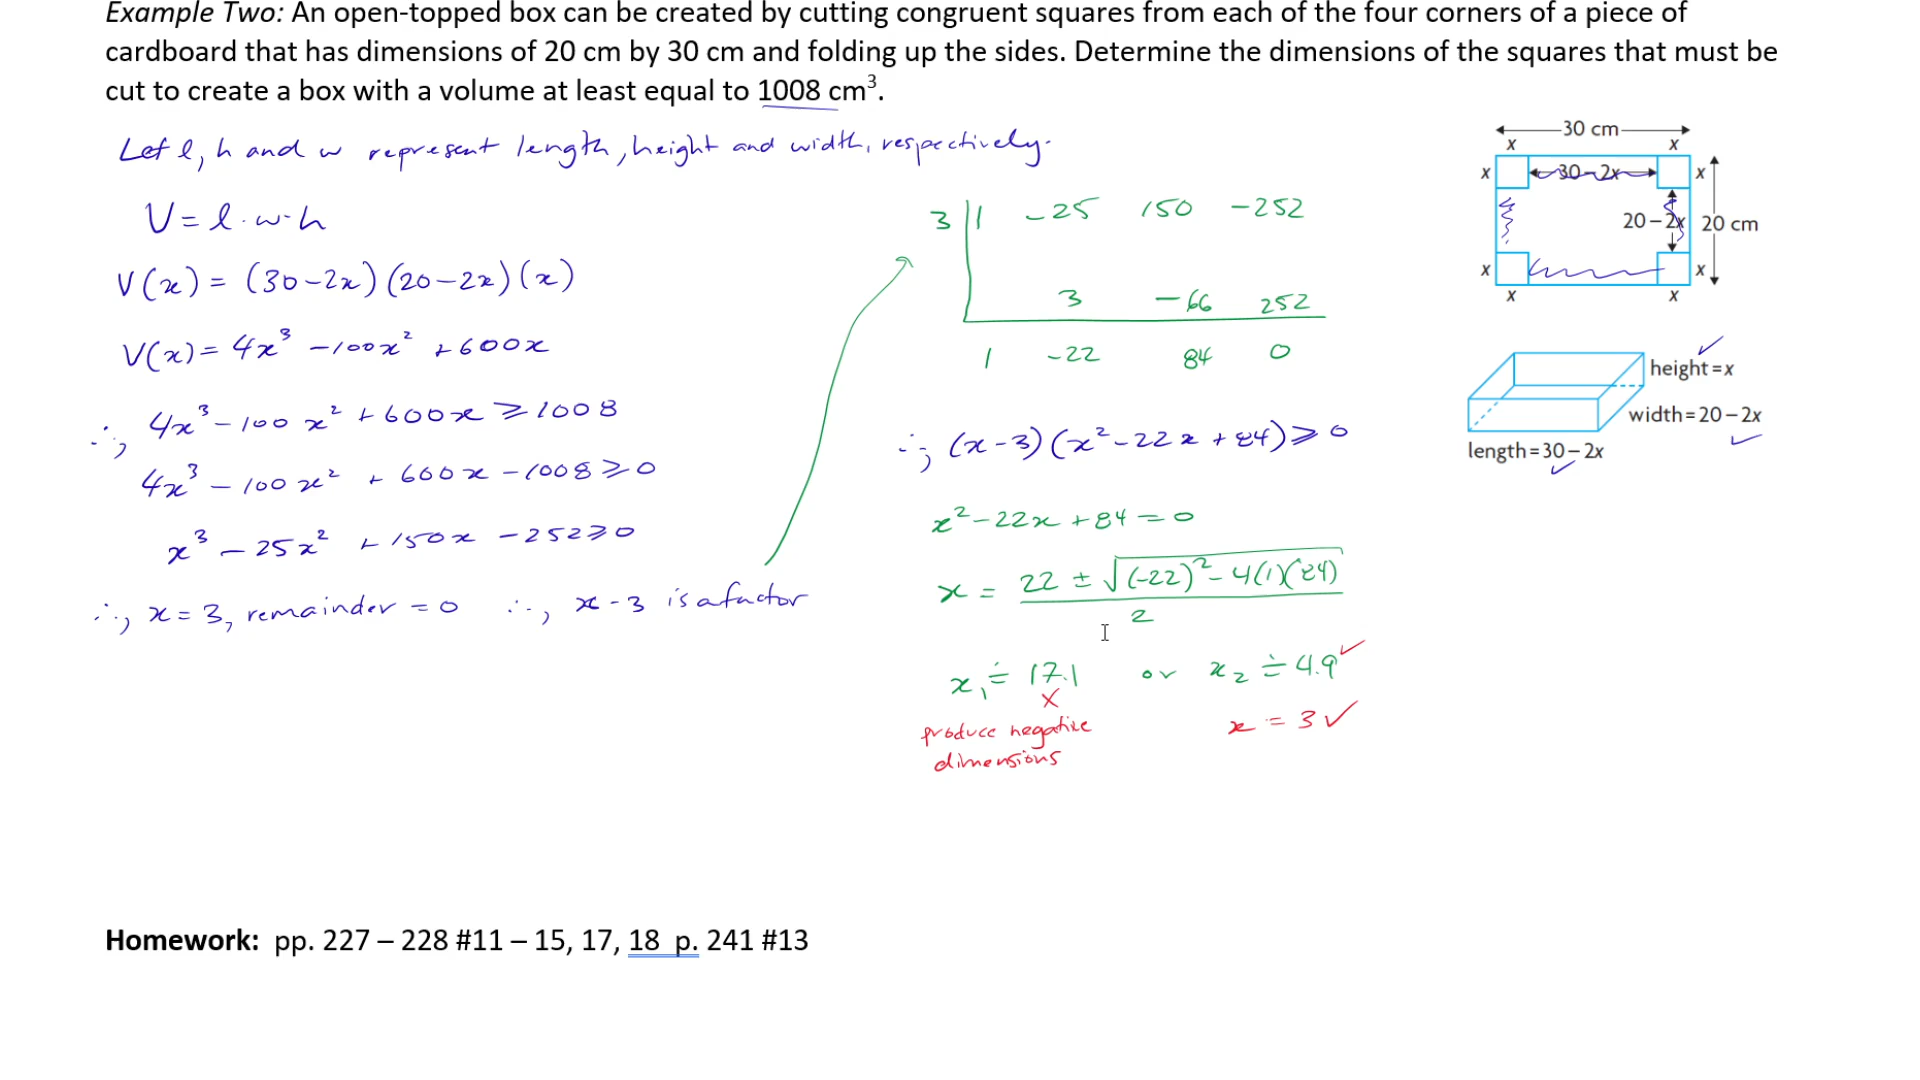 Example Two: An open-topped box can be created by cutting congruent squares from each of the four corners of a piece of
cardboard that has dimensions of 20 cm by 30 cm and folding up the sides. Determine the dimensions of the squares that must be
cut to create a box with a volume at least equal to 1008 cm³.
Let l, h and w represent length, height and width, respectively.
V = l · w · h
V(x) = (30-2x)(20-2x)(x)
V(x) = 4x³ -100x² +600x
∴, 4x³ - 100x² + 600x ≥ 1008
4x³ - 100x² + 600x - 1008 ≥ 0
x³ - 25x² + 150x - 252 ≥ 0
∴, x = 3, remainder = 0 ∴, x-3 is a factor
3 | 1 -25 150 -252
3 -66 252
1 -22 84 0
∴, (x-3)(x²-22x+84) ≥ 0
x²-22x+84 = 0
x = 22 ± √(-22)²-4(1)(84)
2
x₁ ≐ 17.1 or x₂ ≐ 4.9 ✓
X
produce negative
dimensions
x = 3 ✓
30 cm
x x
x 30 – 2x x
20 – 2x 20 cm
x x
x x
height = x
width = 20 – 2x
length = 30 – 2x
Homework: pp. 227 – 228 #11 – 15, 17, 18 p. 241 #13